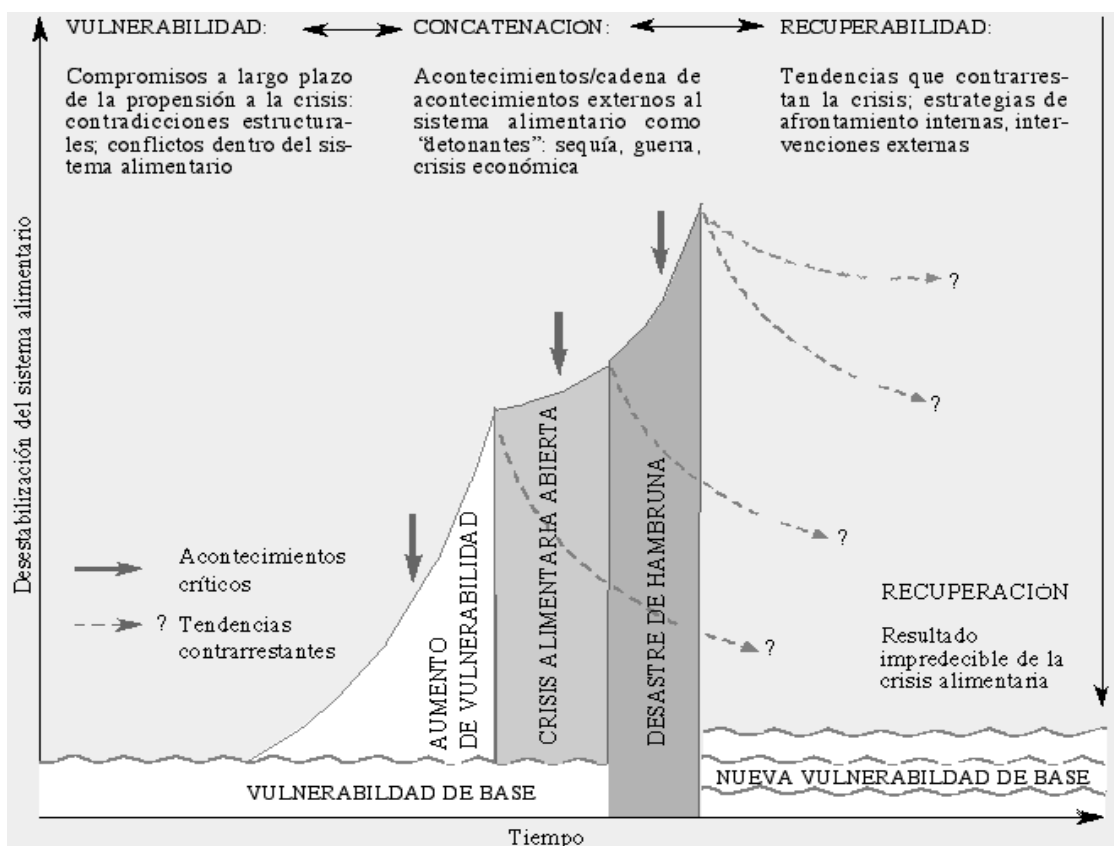 VULNERABILIDAD:
Compromisos a largo plazo
de la propensión a la crisis:
contradicciones estructura-
les; conflictos dentro del sis-
tema alimentario
CONCATENACION:
Acontecimientos/cadena de
acontecimientos externos al
sistema alimentario como
“detonantes”: sequía, guerra,
crisis económica
RECUPERABILIDAD:
Tendencias que contrarres-
tan la crisis; estrategias de
afrontamiento internas, inter-
venciones externas
Desestabilización del sistema alimentario
?
?
?
?
Acontecimientos
críticos
? Tendencias
contrarrestantes
AUMENTO
DE VULNERABILIDAD
CRISIS ALIMENTARIA ABIERTA
DESASTRE DE HAMBRUNA
RECUPERACIÓN
Resultado
impredecible de la
crisis alimentaria
VULNERABILDAD DE BASE
NUEVA VULNERABILDAD DE BASE
Tiempo